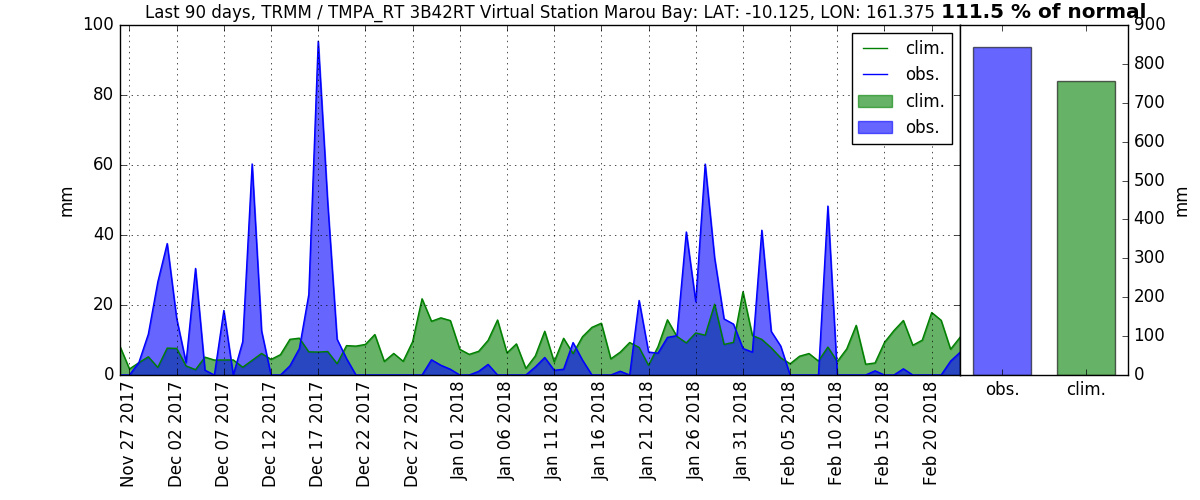 Last 90 days, TRMM / TMPA_RT 3B42RT Virtual Station Marou Bay: LAT: -10.125, LON: 161.375 111.5 % of normal
100
80
60
40
20
0
mm
clim.
obs.
clim.
obs.
900
800
700
600
500
400
300
200
100
0
mm
Nov 27 2017
Dec 02 2017
Dec 07 2017
Dec 12 2017
Dec 17 2017
Dec 22 2017
Dec 27 2017
Jan 01 2018
Jan 06 2018
Jan 11 2018
Jan 16 2018
Jan 21 2018
Jan 26 2018
Jan 31 2018
Feb 05 2018
Feb 10 2018
Feb 15 2018
Feb 20 2018
obs. clim.